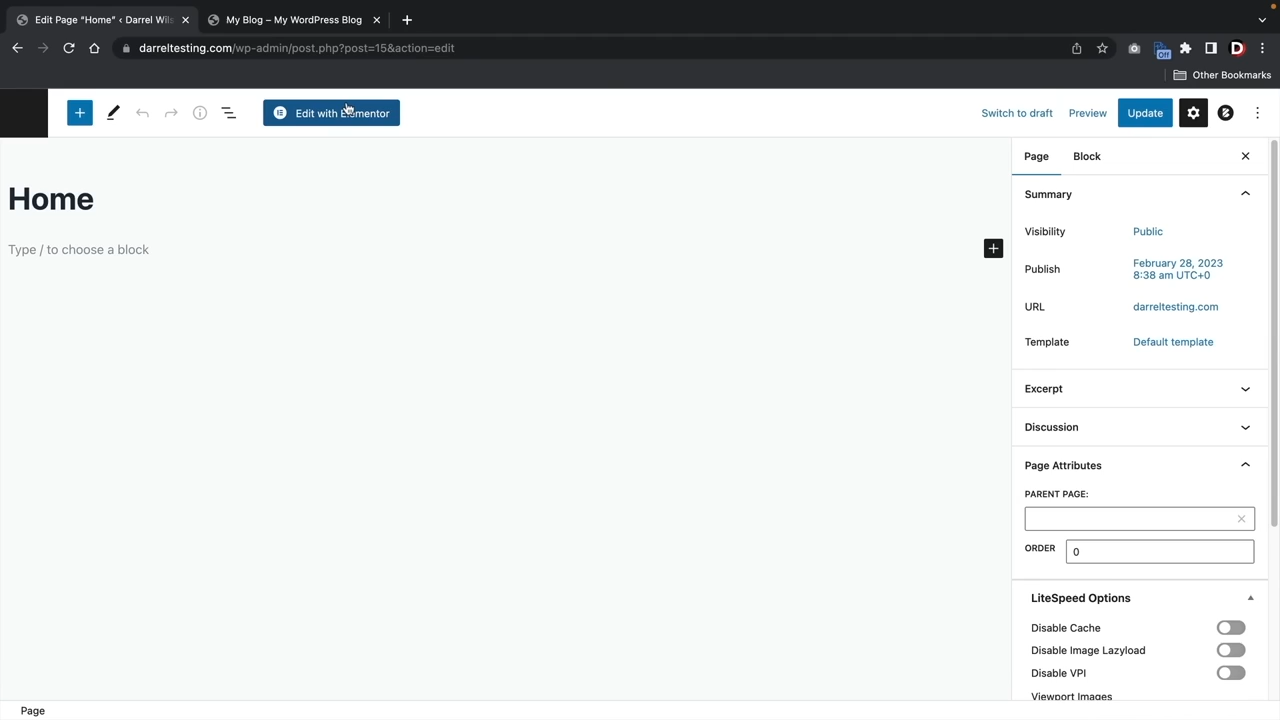 Edit Page “Home” ‹ Darrel Wils
My Blog – My WordPress Blog
darreltesting.com/wp-admin/post.php?post=15&action=edit
Off
D
Other Bookmarks
Edit with Elementor
Switch to draft
Preview
Update
Page
Block
Home
Summary
Visibility
Public
Type / to choose a block
Publish
February 28, 2023
8:38 am UTC+0
URL
darreltesting.com
Template
Default template
Excerpt
Discussion
Page Attributes
PARENT PAGE:
ORDER
0
LiteSpeed Options
Disable Cache
Disable Image Lazyload
Disable VPI
Viewport Images
Page